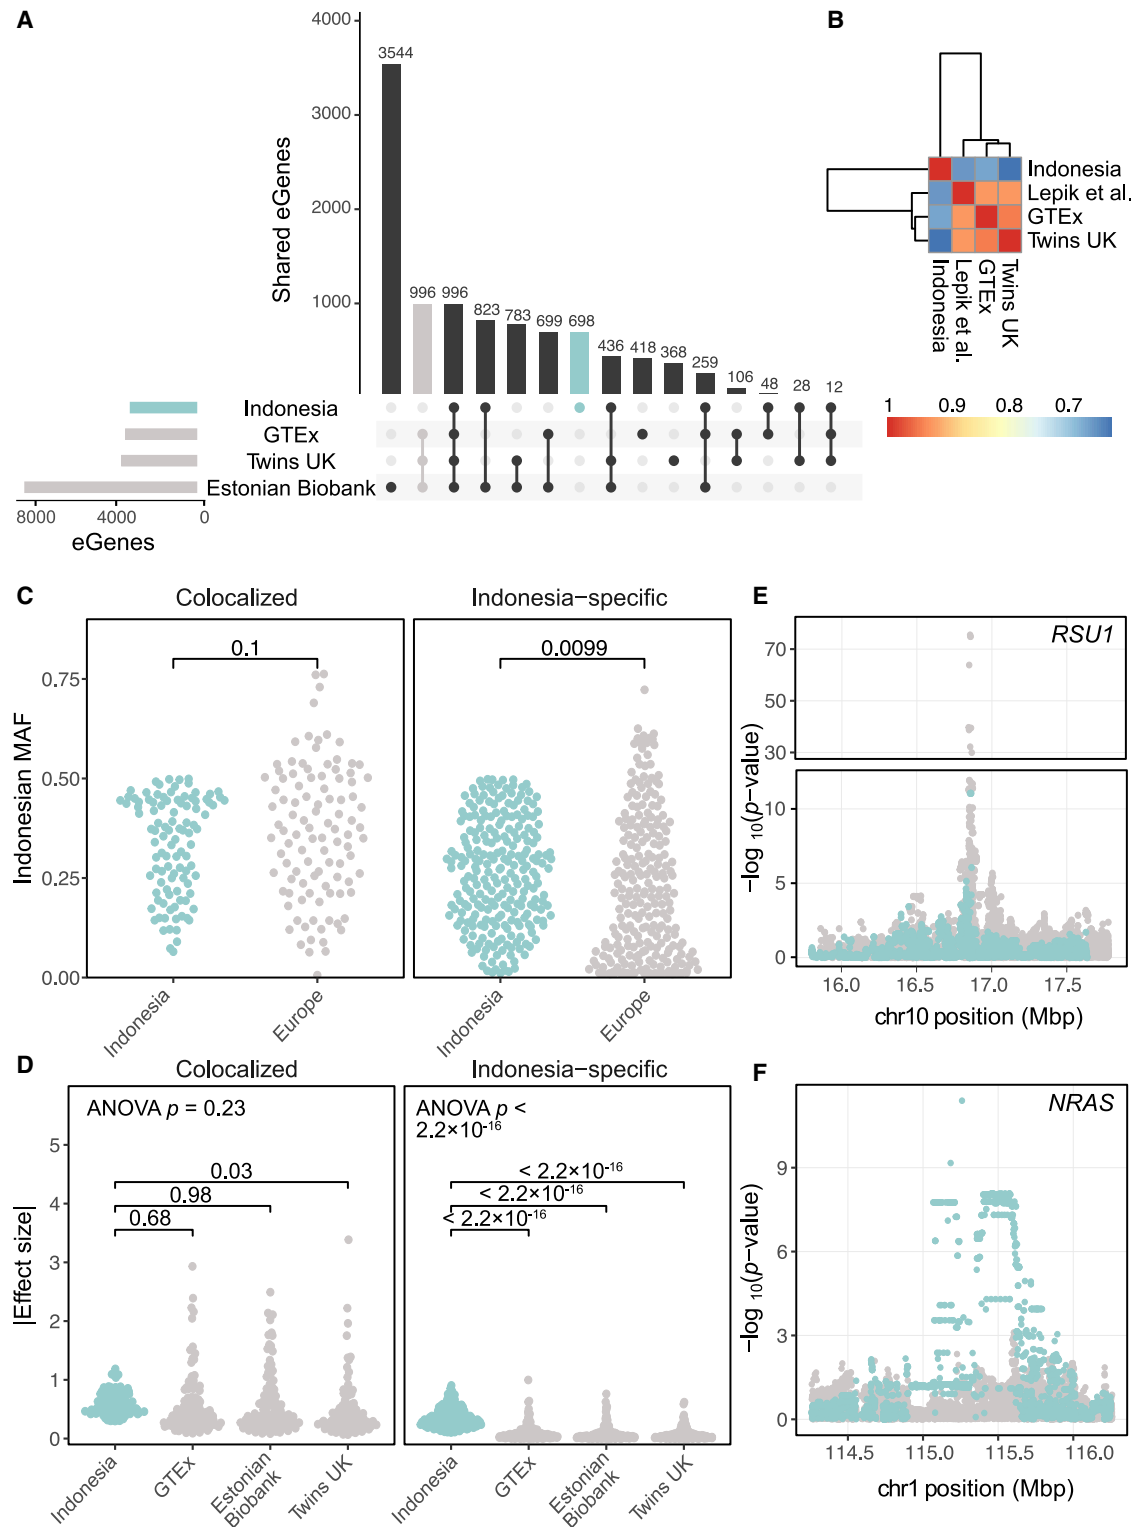 A
4000
3000
2000
1000
Shared eGenes
3544
996
996
823
783
699
698
436
418
368
259
106
48
28
12
Indonesia
GTEx
Twins UK
Estonian Biobank
8000
4000
0
eGenes
B
Indonesia
Lepik et al.
GTEx
Twins UK
Indonesia
Lepik et al.
GTEx
Twins UK
1
0.9
0.8
0.7
C
Colocalized
Indonesia−specific
0.1
0.0099
0.75
0.50
0.25
0.00
Indonesian MAF
Indonesia
Europe
Indonesia
Europe
D
Colocalized
Indonesia−specific
ANOVA p = 0.23
ANOVA p <
2.2×10-16
0.03
0.98
0.68
< 2.2×10-16
< 2.2×10-16
< 2.2×10-16
5
4
3
2
1
0
|Effect size|
Indonesia
GTEx
Estonian
Biobank
Twins UK
Indonesia
GTEx
Estonian
Biobank
Twins UK
E
RSU1
70
50
30
10
5
0
−log 10(p−value)
16.0
16.5
17.0
17.5
chr10 position (Mbp)
F
NRAS
9
6
3
0
−log 10(p−value)
114.5
115.0
115.5
116.0
chr1 position (Mbp)